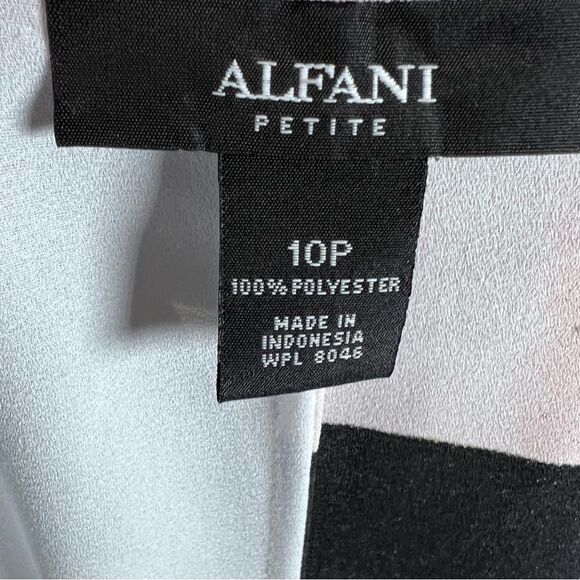 ALFANI
PETITE
10P
100% POLYESTER
MADE IN
INDONESIA
WPL 8046